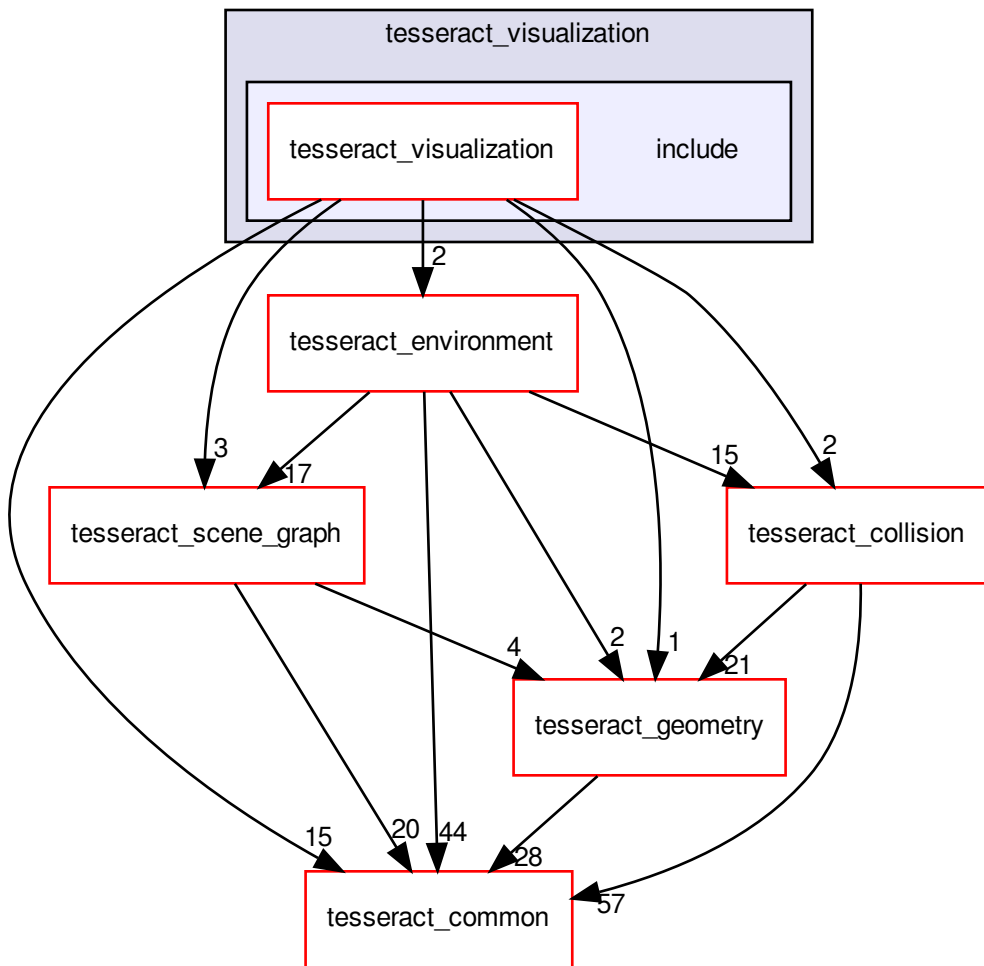 tesseract_visualization
tesseract_visualization
include
2
tesseract_environment
3
17
15
2
tesseract_scene_graph
tesseract_collision
4
2
1
21
tesseract_geometry
15
20
44
28
57
tesseract_common